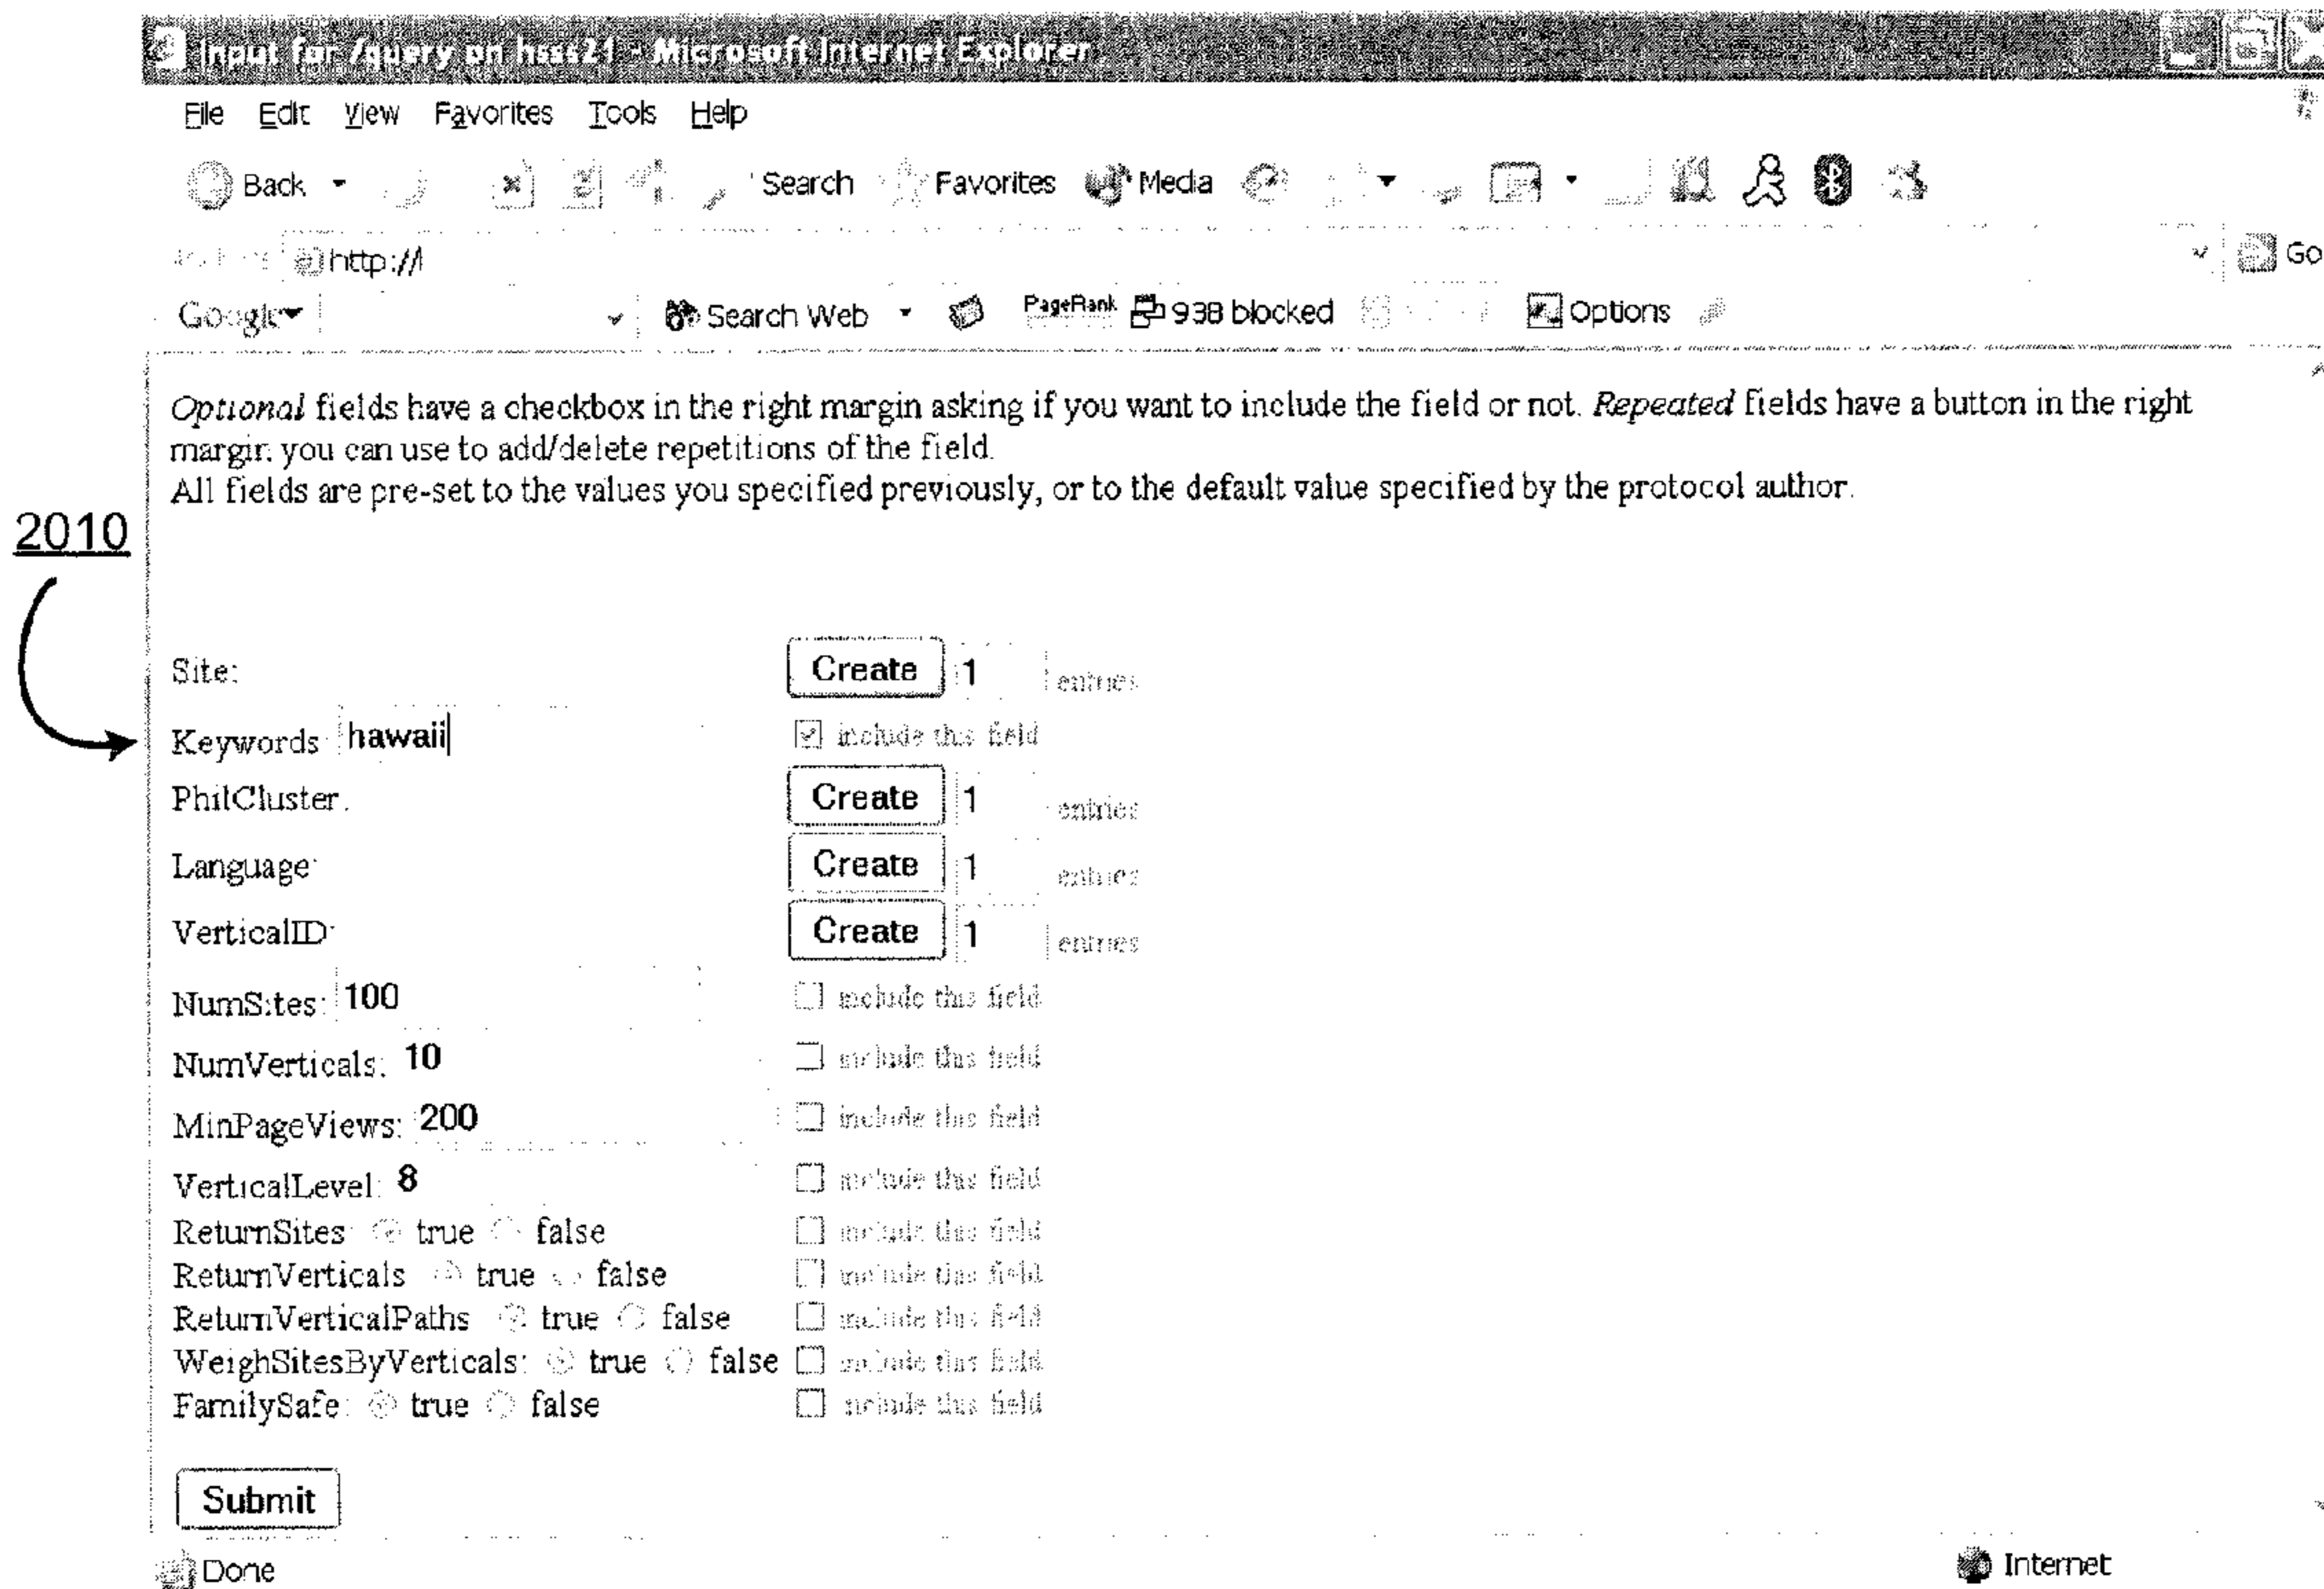 Input for /query on hses21 - Microsoft Internet Explorer
File Edit View Favorites Tools Help
Back Search Favorites Media
http://
Go
Google Search Web PageRank 938 blocked Options
Optional fields have a checkbox in the right margin asking if you want to include the field or not. Repeated fields have a button in the right
margin you can use to add/delete repetitions of the field.
All fields are pre-set to the values you specified previously, or to the default value specified by the protocol author.
2010
Site: Create 1 entries
Keywords: hawaii include this field
PhilCluster: Create 1 entries
Language: Create 1 entries
VerticalID: Create 1 entries
NumSites: 100 include this field
NumVerticals: 10 include this field
MinPageViews: 200 include this field
VerticalLevel: 8 include this field
ReturnSites: true false include this field
ReturnVerticals true false include this field
ReturnVerticalPaths true false include this field
WeighSitesByVerticals: true false include this field
FamilySafe: true false include this field
Submit
Done Internet